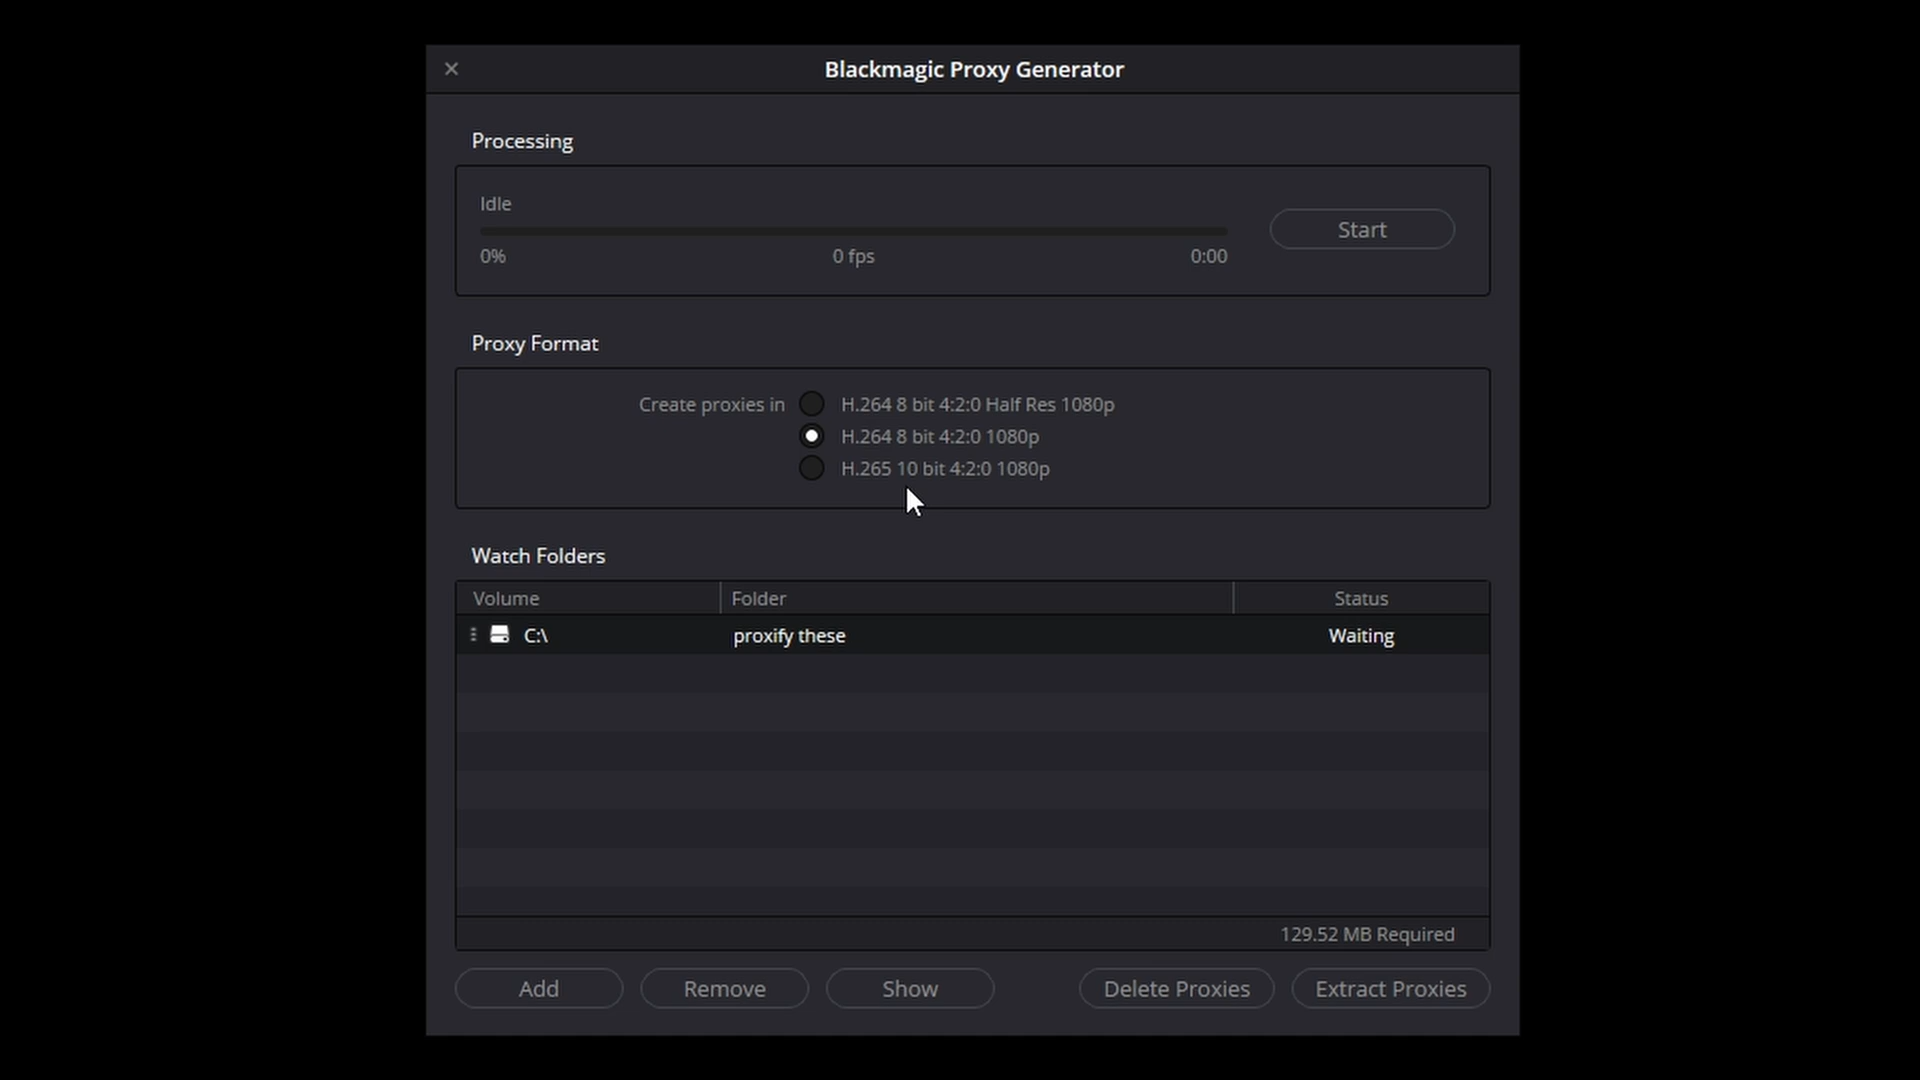 Blackmagic Proxy Generator
Processing
Idle
0% 0 fps 0:00
Start
Proxy Format
Create proxies in H.264 8 bit 4:2:0 Half Res 1080p
H.264 8 bit 4:2:0 1080p
H.265 10 bit 4:2:0 1080p
Watch Folders
Volume Folder Status
C:\ proxify these Waiting
129.52 MB Required
Add Remove Show Delete Proxies Extract Proxies